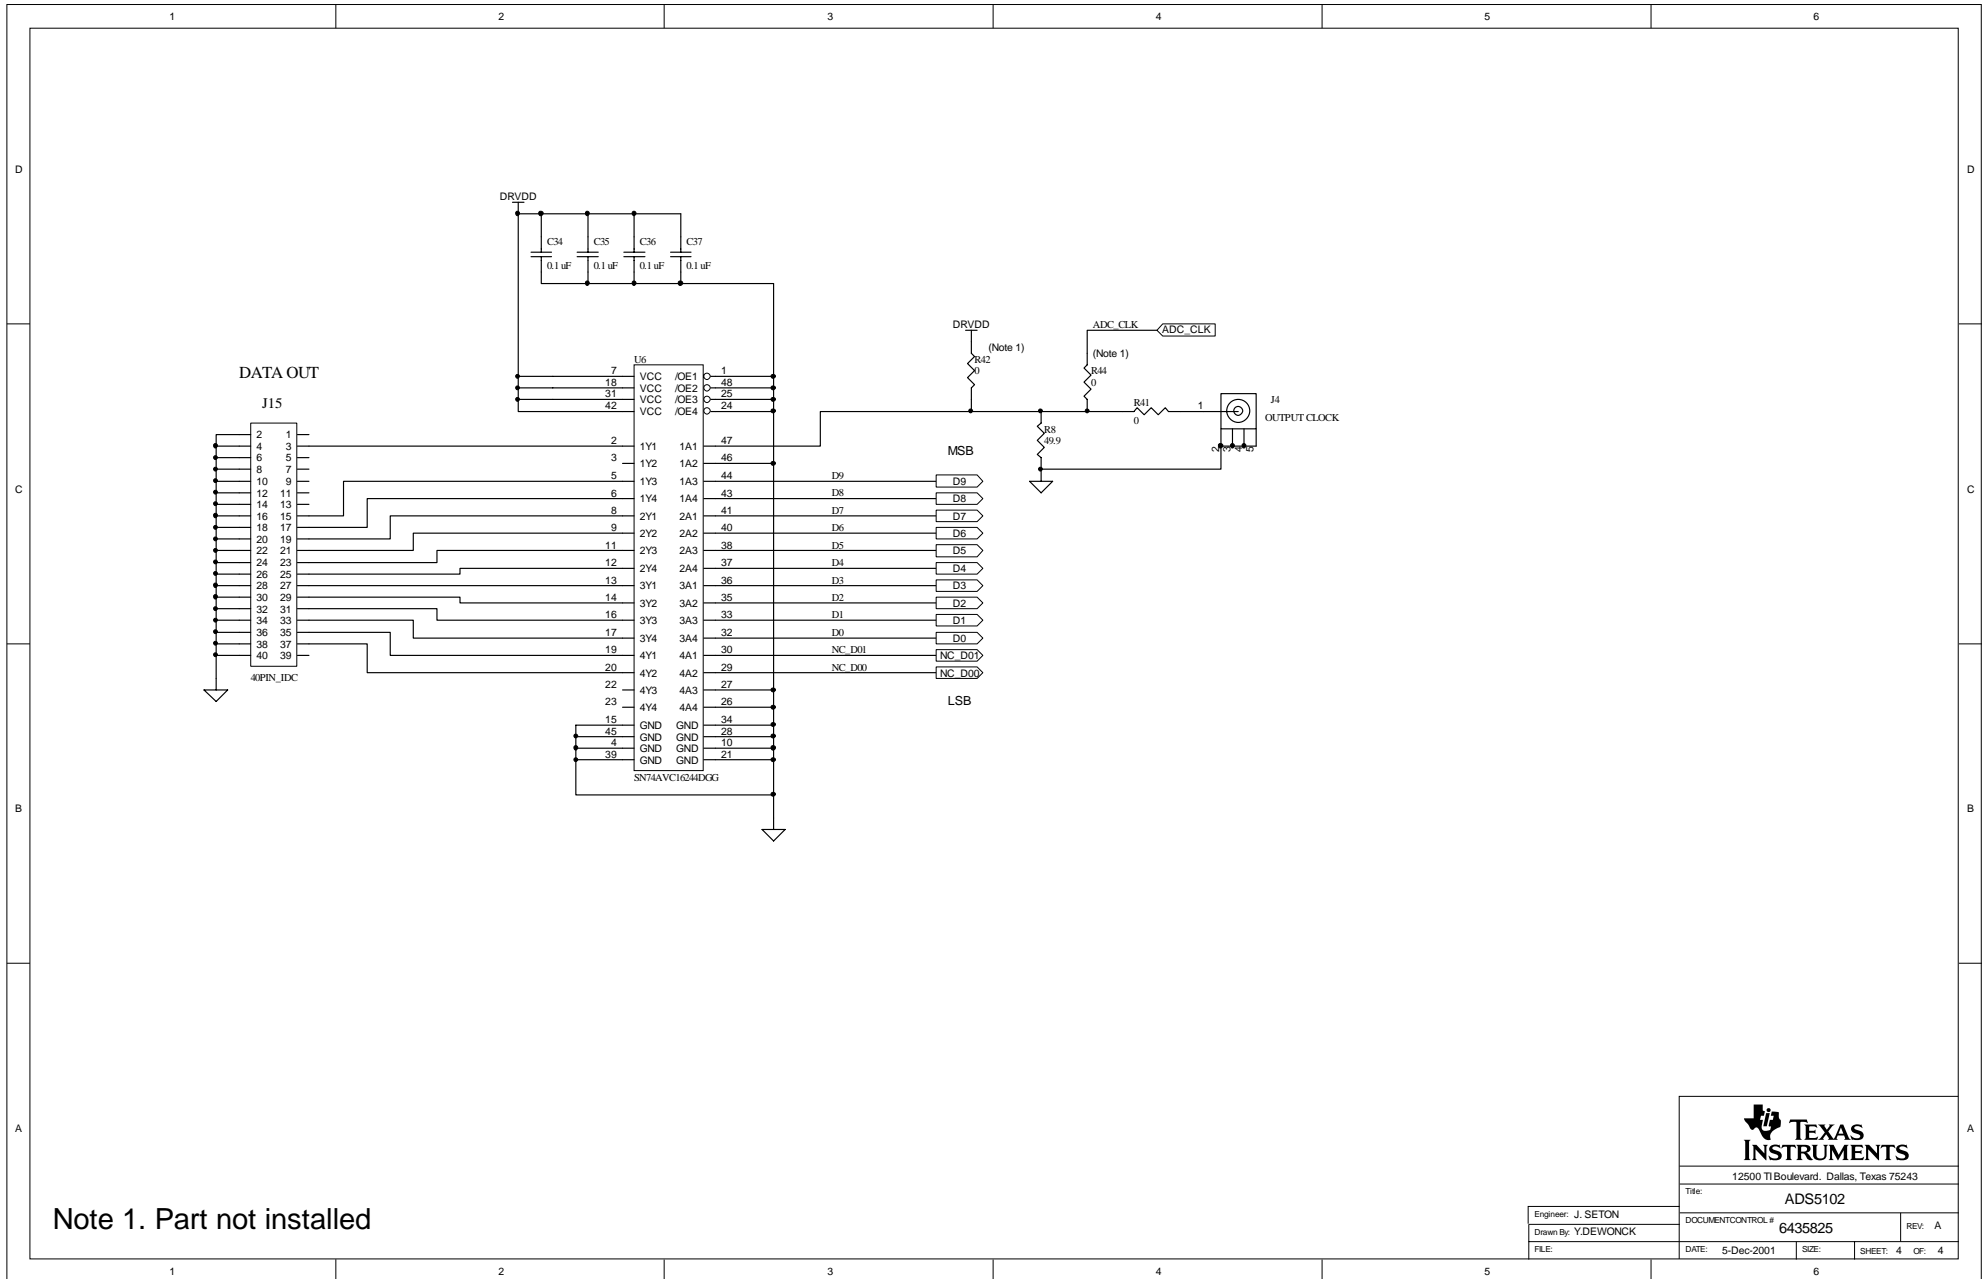 1 2 3 4 5 6
D D
DRVDD
C34 C35 C36 C37
0.1 uF 0.1 uF 0.1 uF 0.1 uF
DRVDD
ADC_CLK ADC_CLK
(Note 1)
(Note 1)
R42
0
R44
0
U6
DATA OUT
J15
7 VCC /OE1 1
18 VCC /OE2 48
31 VCC /OE3 25
42 VCC /OE4 24
R41
0
1
J4
OUTPUT CLOCK
R8
49.9
2 3 4 5
MSB
2 1
4 3
6 5
8 7
10 9
12 11
14 13
16 15
18 17
20 19
22 21
24 23
26 25
28 27
30 29
32 31
34 33
36 35
38 37
40 39
40PIN_IDC
2 1Y1 1A1 47
3 1Y2 1A2 46
5 1Y3 1A3 44 D9 D9
6 1Y4 1A4 43 D8 D8
8 2Y1 2A1 41 D7 D7
9 2Y2 2A2 40 D6 D6
11 2Y3 2A3 38 D5 D5
12 2Y4 2A4 37 D4 D4
13 3Y1 3A1 36 D3 D3
14 3Y2 3A2 35 D2 D2
16 3Y3 3A3 33 D1 D1
17 3Y4 3A4 32 D0 D0
19 4Y1 4A1 30 NC_D01 NC_D01
20 4Y2 4A2 29 NC_D00 NC_D00
22 4Y3 4A3 27
23 4Y4 4A4 26
LSB
15 GND GND 34
45 GND GND 28
4 GND GND 10
39 GND GND 21
SN74AVC16244DGG
C C
B B
A A
Note 1. Part not installed
TEXAS
INSTRUMENTS
12500 TI Boulevard. Dallas, Texas 75243
Title:
ADS5102
Engineer: J. SETON
Drawn By: Y.DEWONCK
FILE:
DOCUMENTCONTROL # 6435825
REV: A
DATE: 5-Dec-2001
SIZE:
SHEET: 4 OF: 4
1 2 3 4 5 6